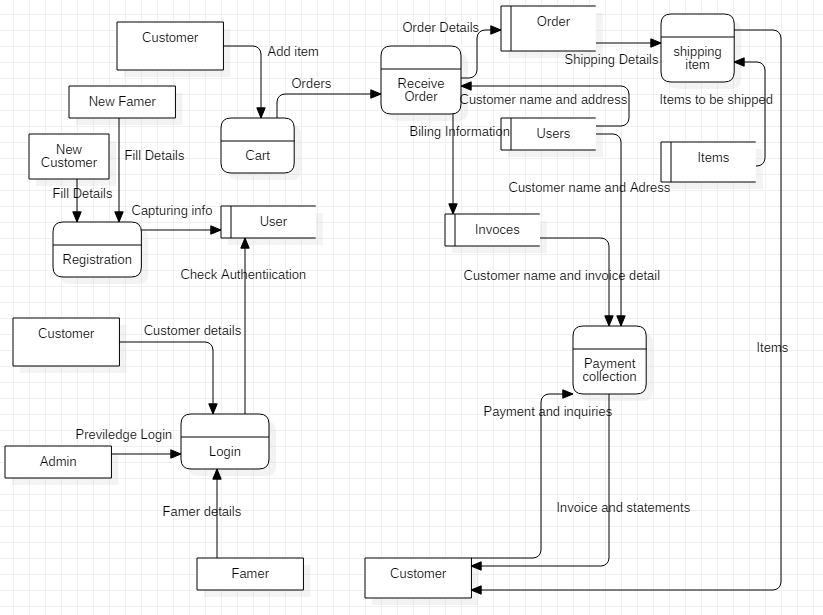 Order
Order Details
Customer
Add item
shipping
item
Shipping Details
Receive
Order
Orders
New Famer
Customer name and address
Items to be shipped
Biling Information
Users
New
Customer
Fill Details
Cart
Items
Fill Details
Customer name and Adress
Capturing info
User
Invoces
Registration
Check Authentiication
Customer name and invoice detail
Customer
Customer details
Items
Payment
collection
Payment and inquiries
Previledge Login
Login
Admin
Famer details
Invoice and statements
Famer
Customer